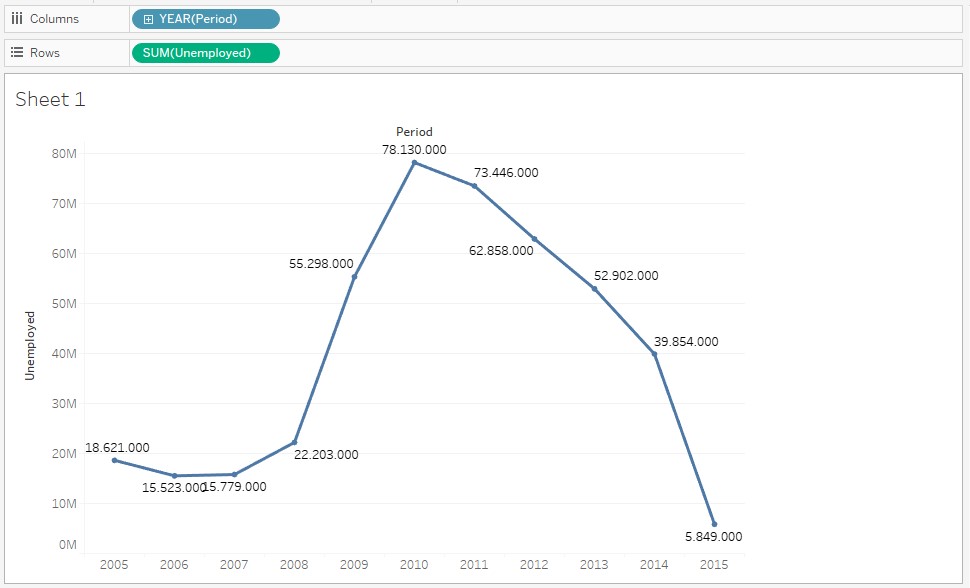 Columns
YEAR(Period)
Rows
SUM(Unemployed)
Sheet 1
Period
80M
70M
60M
50M
40M
30M
20M
10M
0M
Unemployed
18.621.000
15.523.000
15.779.000
22.203.000
55.298.000
78.130.000
73.446.000
62.858.000
52.902.000
39.854.000
5.849.000
2005 2006 2007 2008 2009 2010 2011 2012 2013 2014 2015